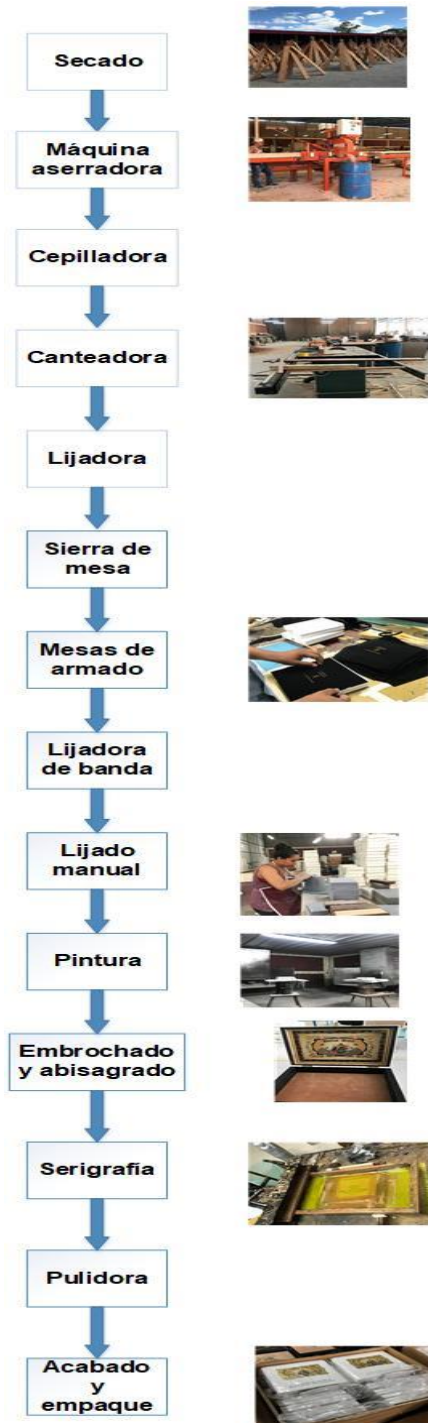 Secado
Máquina
aserradora
Cepilladora
Canteadora
Lijadora
Sierra de
mesa
Mesas de
armado
Lijadora
de banda
Lijado
manual
Pintura
Embrochado
y abisagrado
Serigrafía
Pulidora
Acabado
y
empaque